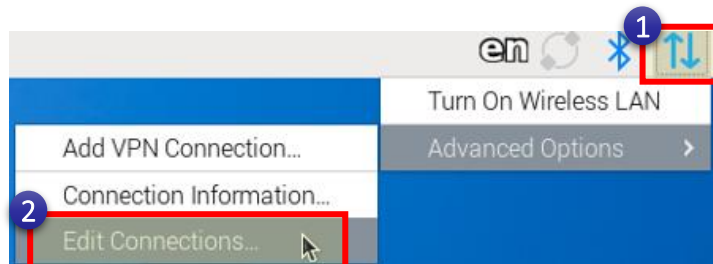 1
en
Turn On Wireless LAN
Add VPN Connection...
Advanced Options >
Connection Information...
2
Edit Connections...